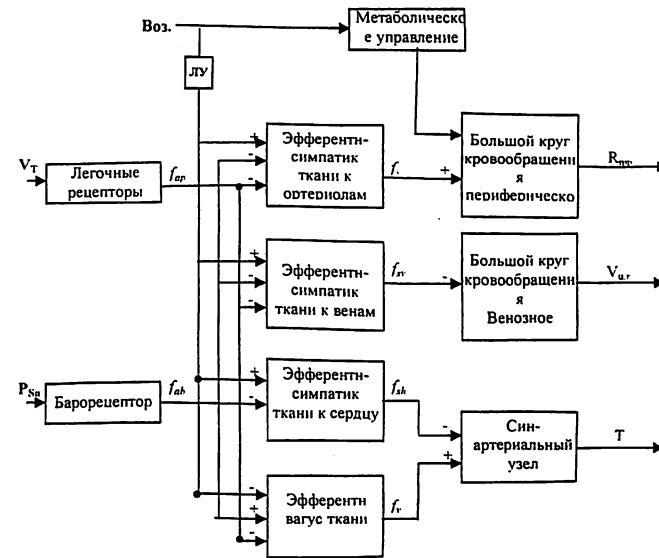 Воз.
Метаболическо
е управление
ЛУ
V_T
Легочные
рецепторы
f_ap
Эфферентн-
симпатик
ткани к
ортериолам
Большой круг
кровообращени
я
периферическо
+
-
-
+
Эфферентн-
симпатик
ткани к венам
f_sv
Большой круг
кровообращени
я
Венозное
V_u.v
+
-
-
-
P_Sa
Барорецептор
f_ab
Эфферентн-
симпатик
ткани к сердцу
f_sh
+
-
Син-
артериальный
узел
T
-
+
Эфферентн
вагус ткани
f_v
-
+
-